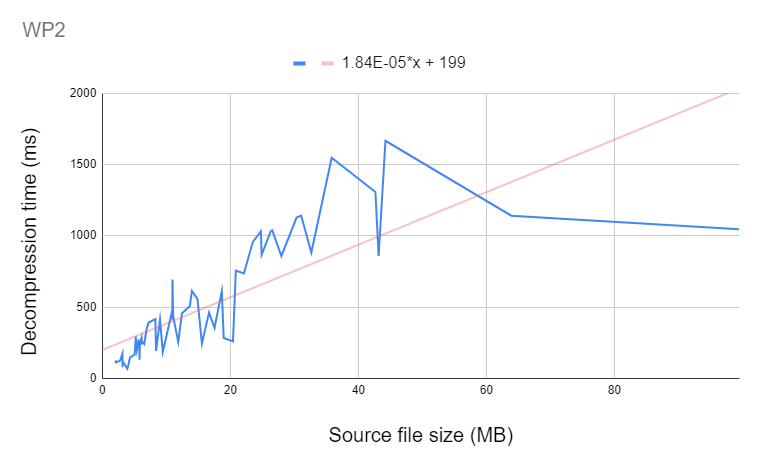 WP2
1.84E-05*x + 199
Decompression time (ms)
2000
1500
1000
500
0
0 20 40 60 80
Source file size (MB)